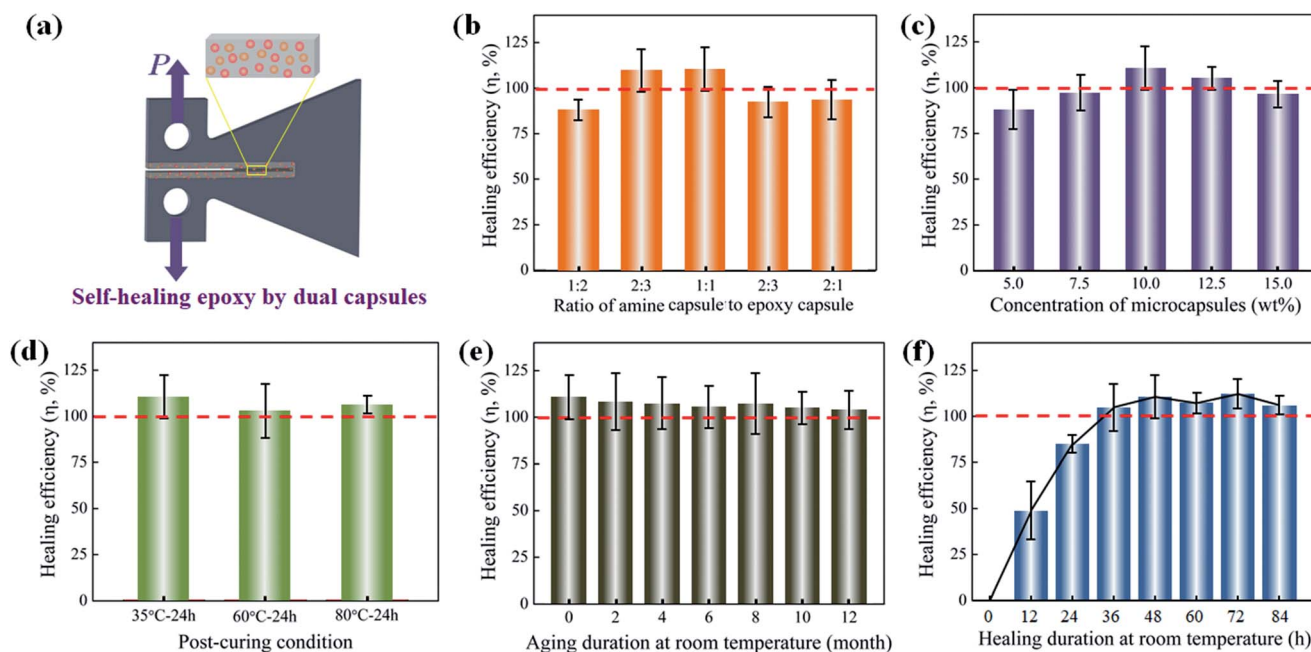 (a)
P
Self-healing epoxy by dual capsules
(b)
Healing efficiency (η, %)
125
100
75
50
25
0
1:2 2:3 1:1 2:3 2:1
Ratio of amine capsule to epoxy capsule
(c)
Healing efficiency (η, %)
125
100
75
50
25
0
5.0 7.5 10.0 12.5 15.0
Concentration of microcapsules (wt%)
(d)
Healing efficiency (η, %)
125
100
75
50
25
0
35°C-24h 60°C-24h 80°C-24h
Post-curing condition
(e)
Healing efficiency (η, %)
125
100
75
50
25
0
0 2 4 6 8 10 12
Aging duration at room temperature (month)
(f)
Healing efficiency (η, %)
125
100
75
50
25
0
0 12 24 36 48 60 72 84
Healing duration at room temperature (h)